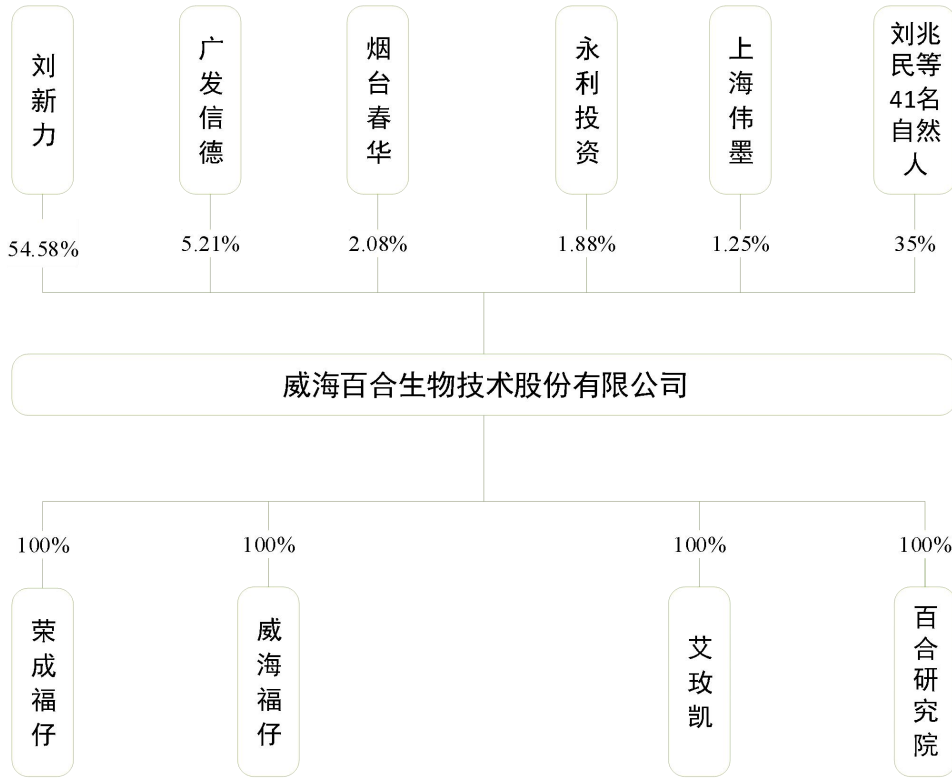 刘新力
广发信德
烟台春华
永利投资
上海伟墨
刘兆
民等
41名
自然
人
54.58%
5.21%
2.08%
1.88%
1.25%
35%
威海百合生物技术股份有限公司
100%
100%
100%
100%
荣成福仔
威海福仔
艾玫凯
百合研究院